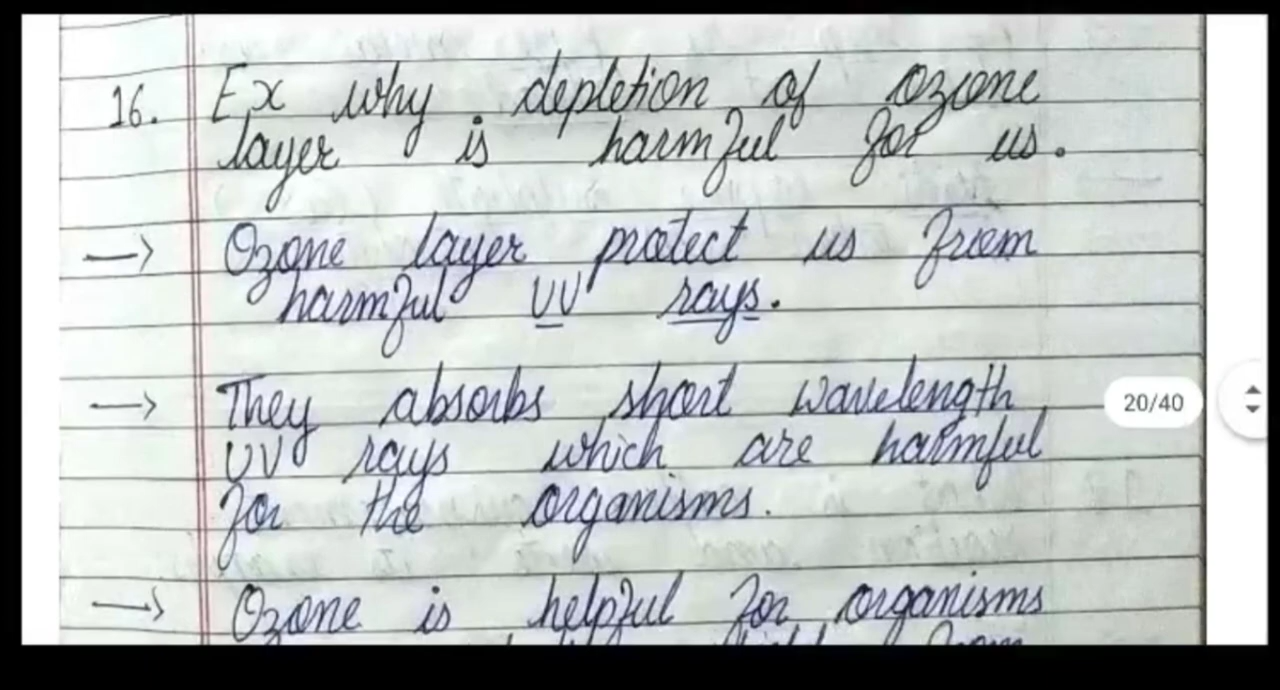 16. Ex why depletion of ozone
layer is harmful for us.
→ Ozone layer protect us from
harmful UV rays.
→ They absorbs short wavelength
UV rays which are harmful
for the organisms.
20/40
→ Ozone is helpful for organisms
from